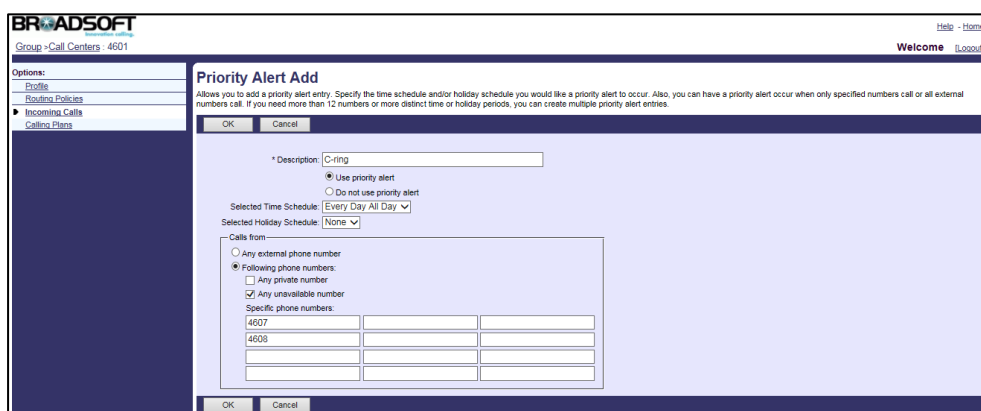 BROADSOFT
innovation calling.
Help - Home
Group >Call Centers : 4601
Welcome [Logout
Options:
Profile
Routing Policies
Incoming Calls
Calling Plans
Priority Alert Add
Allows you to add a priority alert entry. Specify the time schedule and/or holiday schedule you would like a priority alert to occur. Also, you can have a priority alert occur when only specified numbers call or all external
numbers call. If you need more than 12 numbers or more distinct time or holiday periods, you can create multiple priority alert entries.
OK Cancel
* Description: C-ring
Use priority alert
Do not use priority alert
Selected Time Schedule: Every Day All Day
Selected Holiday Schedule: None
Calls from
Any external phone number
Following phone numbers:
Any private number
Any unavailable number
Specific phone numbers:
4607
4608
OK Cancel